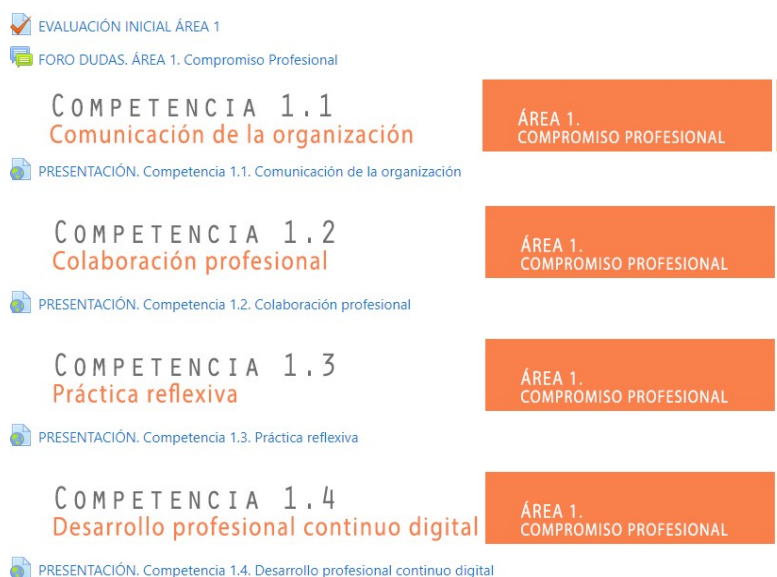 EVALUACIÓN INICIAL ÁREA 1
FORO DUDAS. ÁREA 1. Compromiso Profesional
COMPETENCIA 1.1
Comunicación de la organización
ÁREA 1.
COMPROMISO PROFESIONAL
PRESENTACIÓN. Competencia 1.1. Comunicación de la organización
COMPETENCIA 1.2
Colaboración profesional
ÁREA 1.
COMPROMISO PROFESIONAL
PRESENTACIÓN. Competencia 1.2. Colaboración profesional
COMPETENCIA 1.3
Práctica reflexiva
ÁREA 1.
COMPROMISO PROFESIONAL
PRESENTACIÓN. Competencia 1.3. Práctica reflexiva
COMPETENCIA 1.4
Desarrollo profesional continuo digital
ÁREA 1.
COMPROMISO PROFESIONAL
PRESENTACIÓN. Competencia 1.4. Desarrollo profesional continuo digital